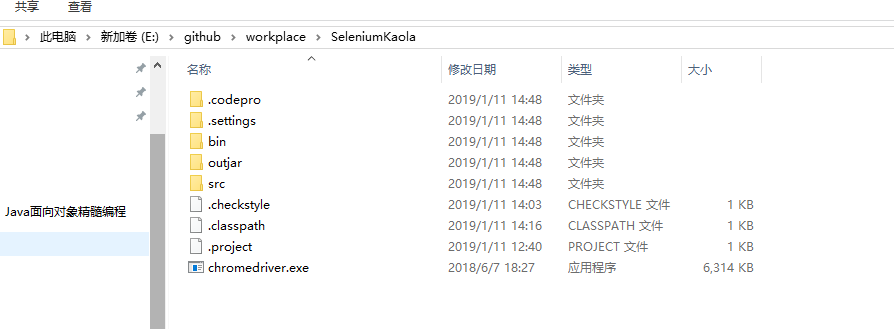 共享 查看
此电脑 > 新加卷 (E:) > github > workplace > SeleniumKaola
名称 修改日期 类型 大小
.codepro 2019/1/11 14:48 文件夹
.settings 2019/1/11 14:48 文件夹
bin 2019/1/11 14:48 文件夹
outjar 2019/1/11 14:48 文件夹
src 2019/1/11 14:48 文件夹
Java面向对象精髓编程
.checkstyle 2019/1/11 14:03 CHECKSTYLE 文件 1 KB
.classpath 2019/1/11 14:16 CLASSPATH 文件 1 KB
.project 2019/1/11 12:40 PROJECT 文件 1 KB
chromedriver.exe 2018/6/7 18:27 应用程序 6,314 KB